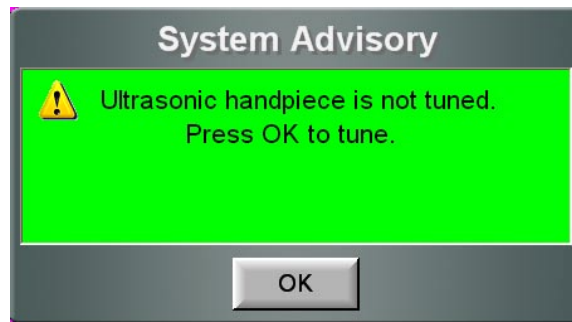 System Advisory
Ultrasonic handpiece is not tuned.
Press OK to tune.
OK